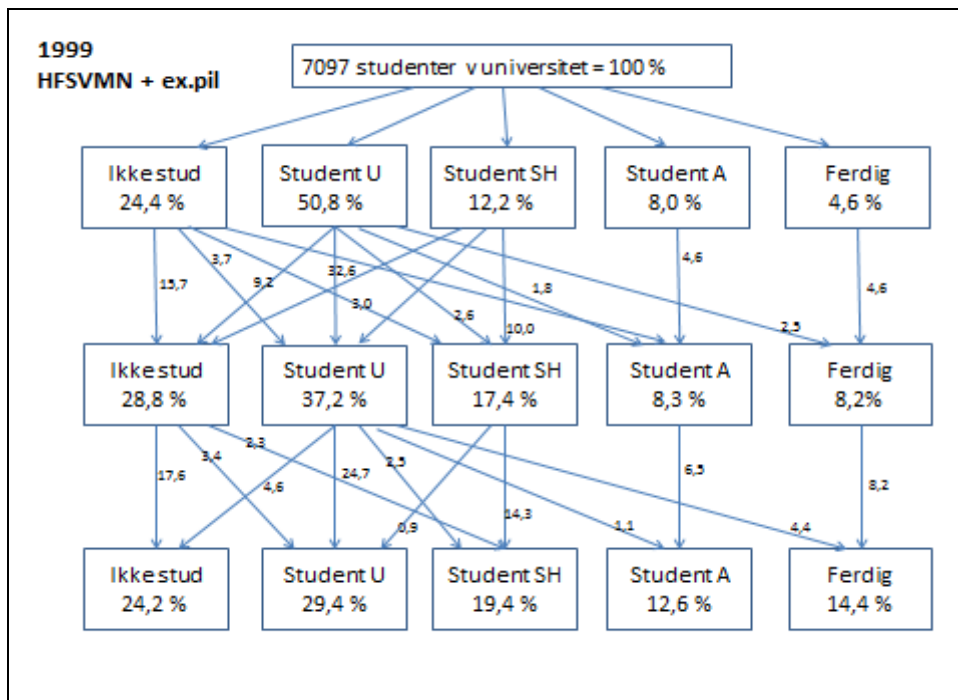 1999
HFSVMN + ex.pil
7097 studenter v universitet = 100 %
Ikke stud
24,4 %
Student U
50,8 %
Student SH
12,2 %
Student A
8,0 %
Ferdig
4,6 %
3,7
32,6
4,6
15,7
9,2
1,8
4,6
3,0
2,6
10,0
2,5
Ikke stud
28,8 %
Student U
37,2 %
Student SH
17,4 %
Student A
8,3 %
Ferdig
8,2%
2,3
3,4
2,5
17,6
24,7
6,5
4,6
8,2
14,3
0,9
1,1
4,4
Ikke stud
24,2 %
Student U
29,4 %
Student SH
19,4 %
Student A
12,6 %
Ferdig
14,4 %